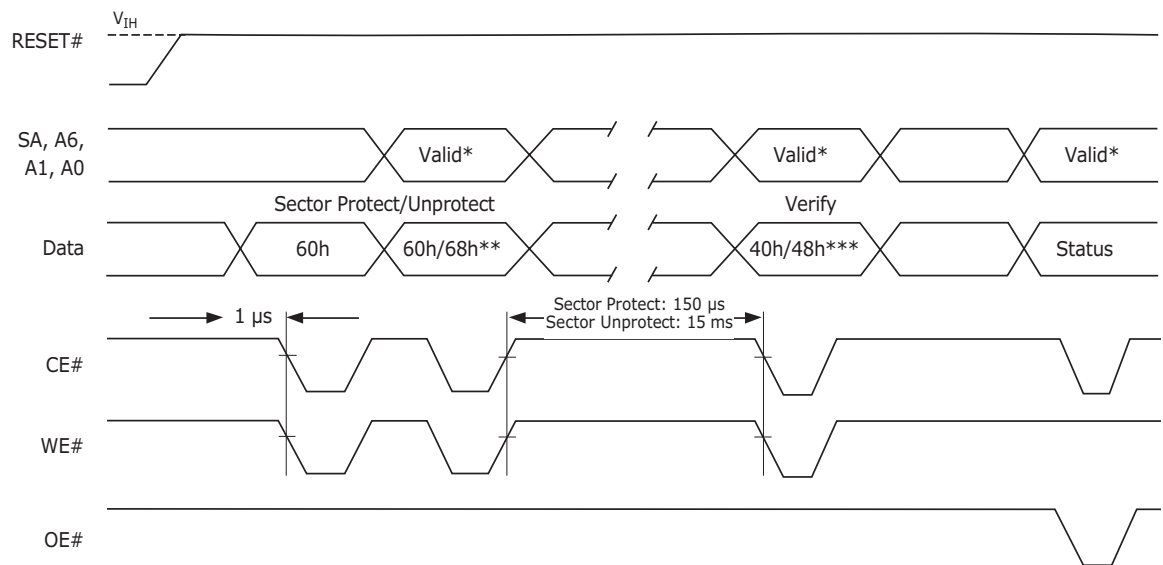 V_IH
RESET#
SA, A6,
A1, A0
Valid*
Valid*
Valid*
Sector Protect/Unprotect
Verify
Data
60h
60h/68h**
40h/48h***
Status
1 µs
Sector Protect: 150 µs
Sector Unprotect: 15 ms
CE#
WE#
OE#